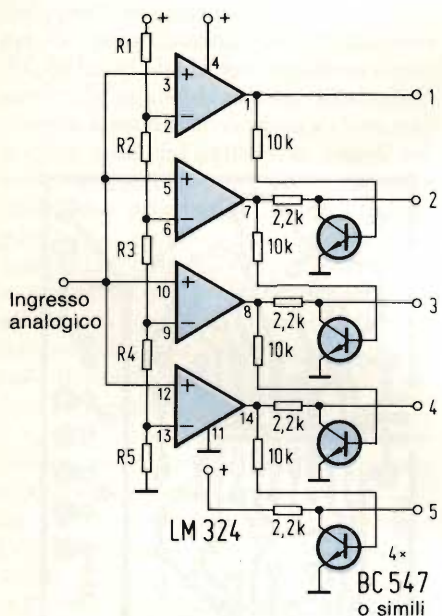 + +
R1
4
3 + 1 1
2 −
R2 10k
5 + 7 2
2,2k
6 −
R3 10k
Ingresso
analogico
10 + 8 3
2,2k
9 −
R4 10k
12 + 14 4
2,2k
13 − 11
R5 + 10k
LM 324 2,2k 5
4×
BC 547
o simili